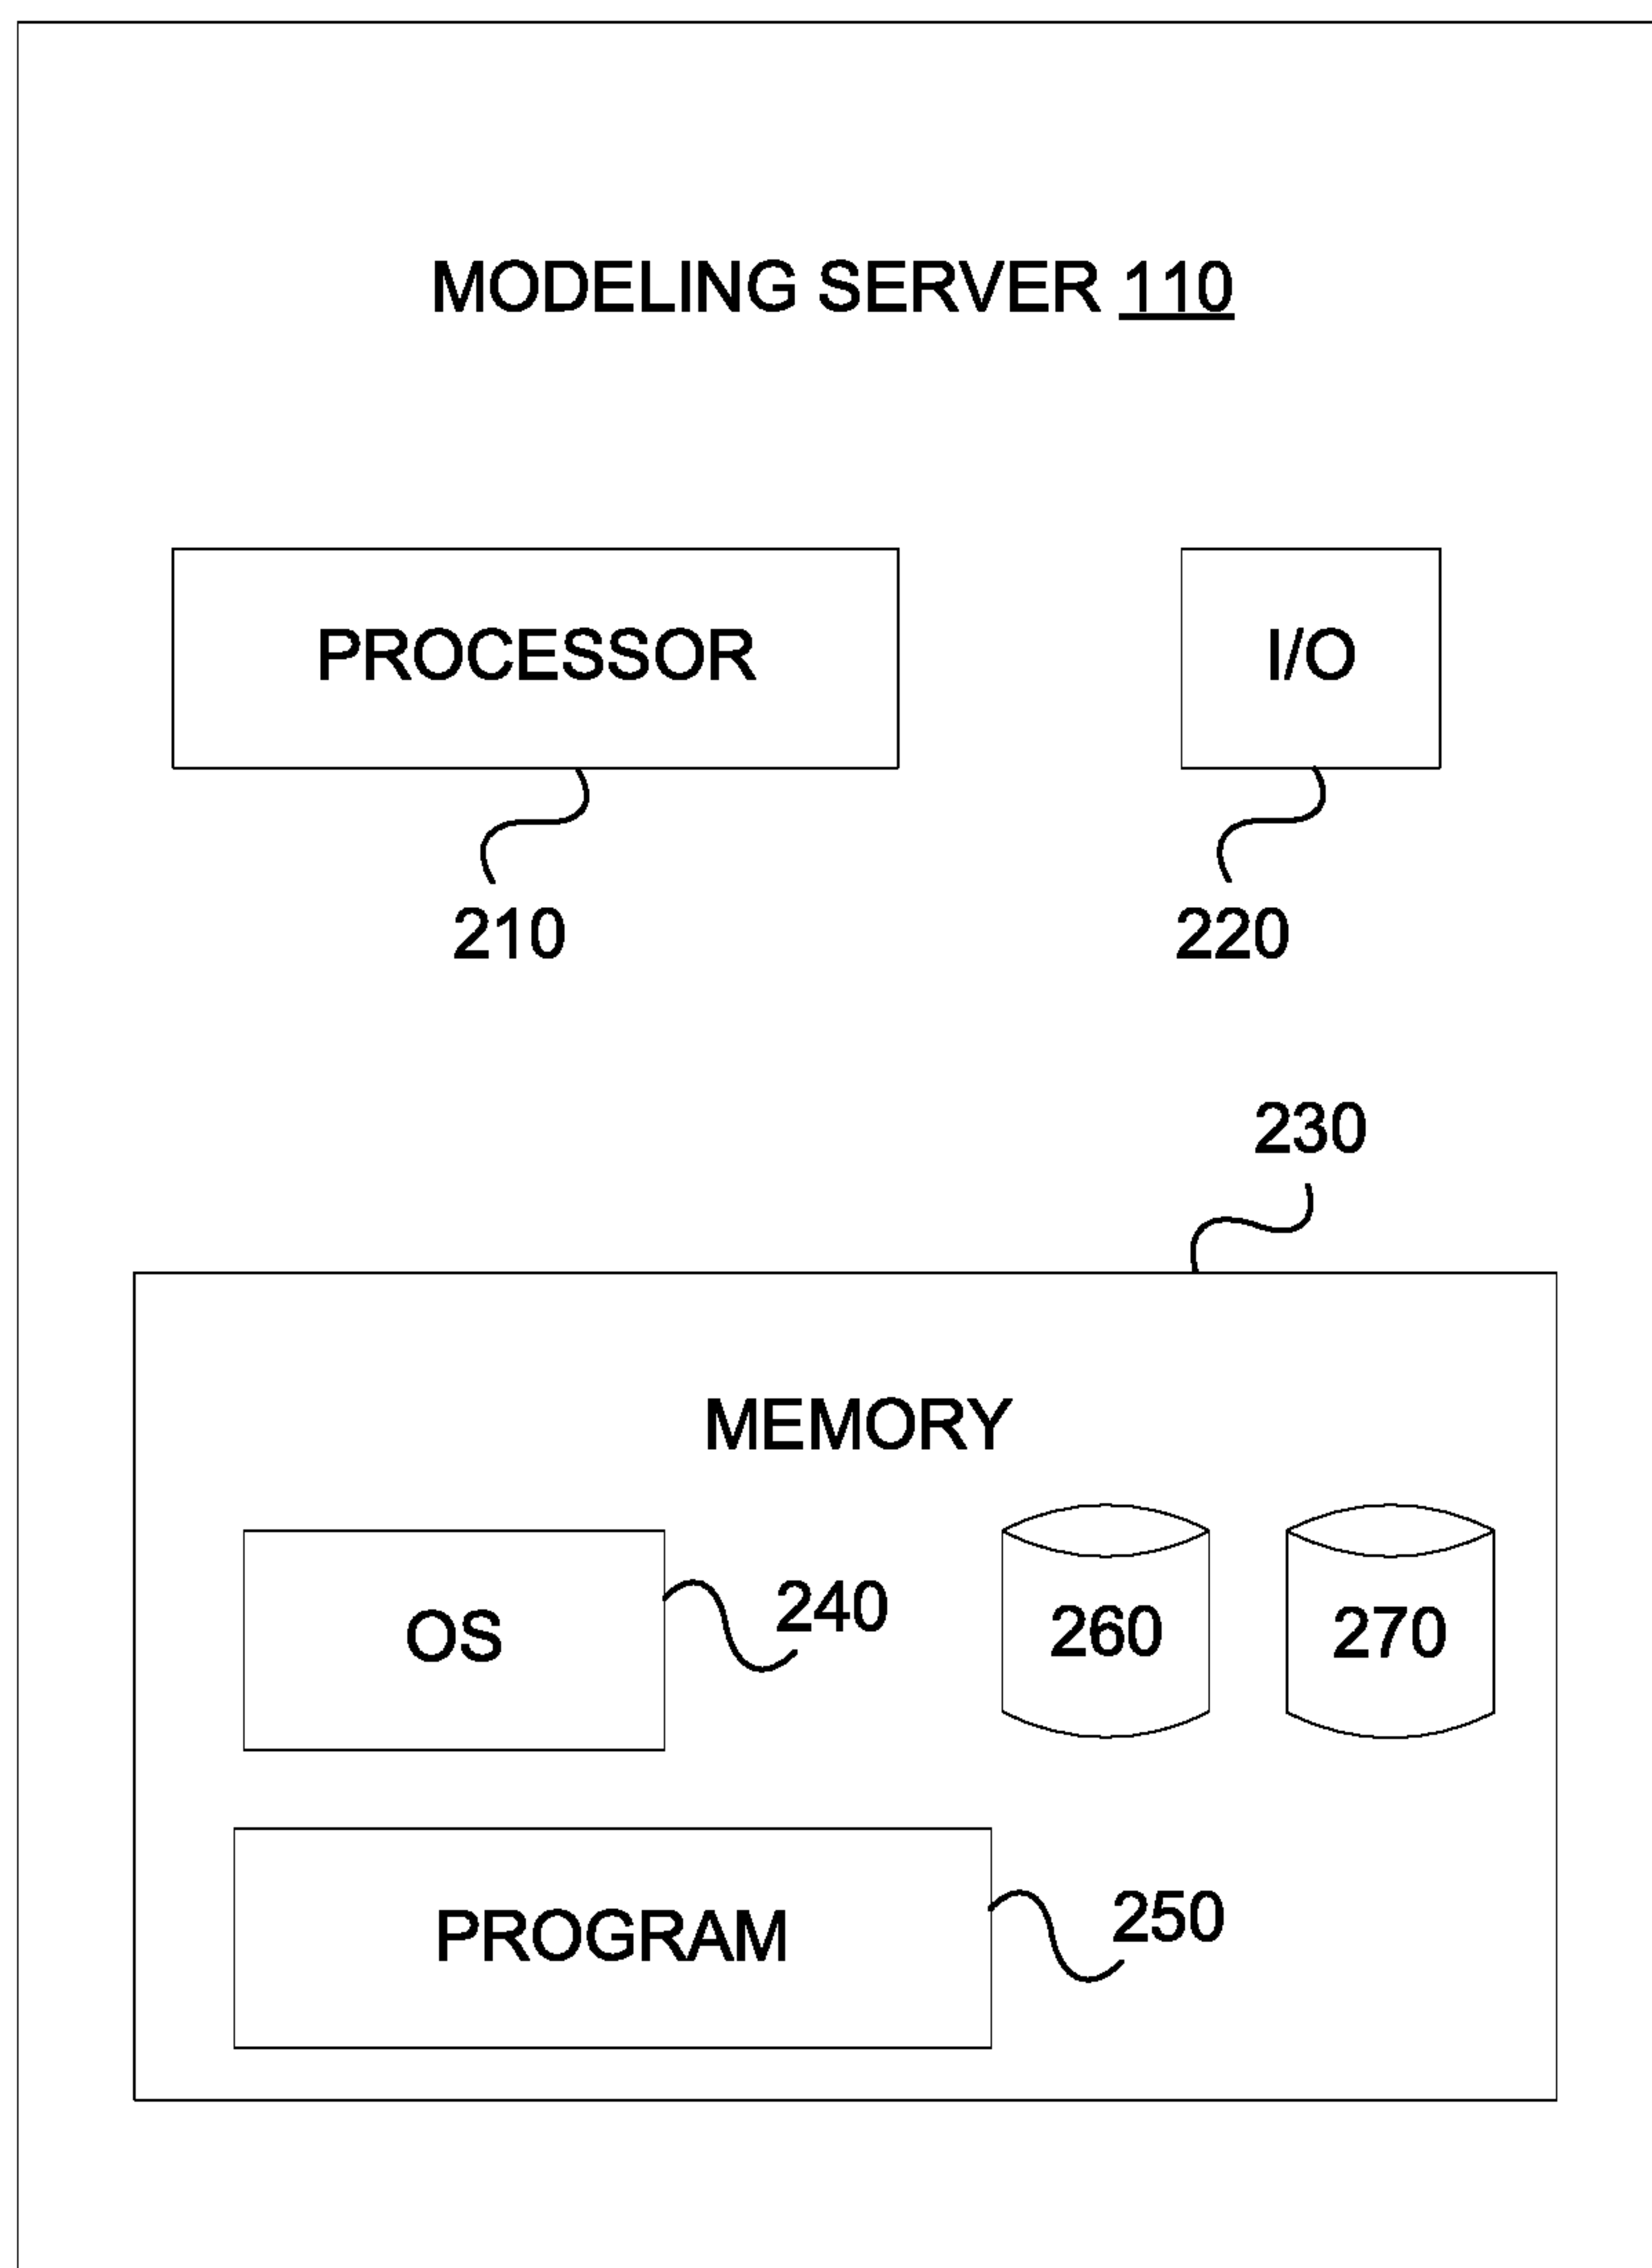 MODELING SERVER 110
PROCESSOR
I/O
210
220
230
MEMORY
OS
240
260
270
PROGRAM
250